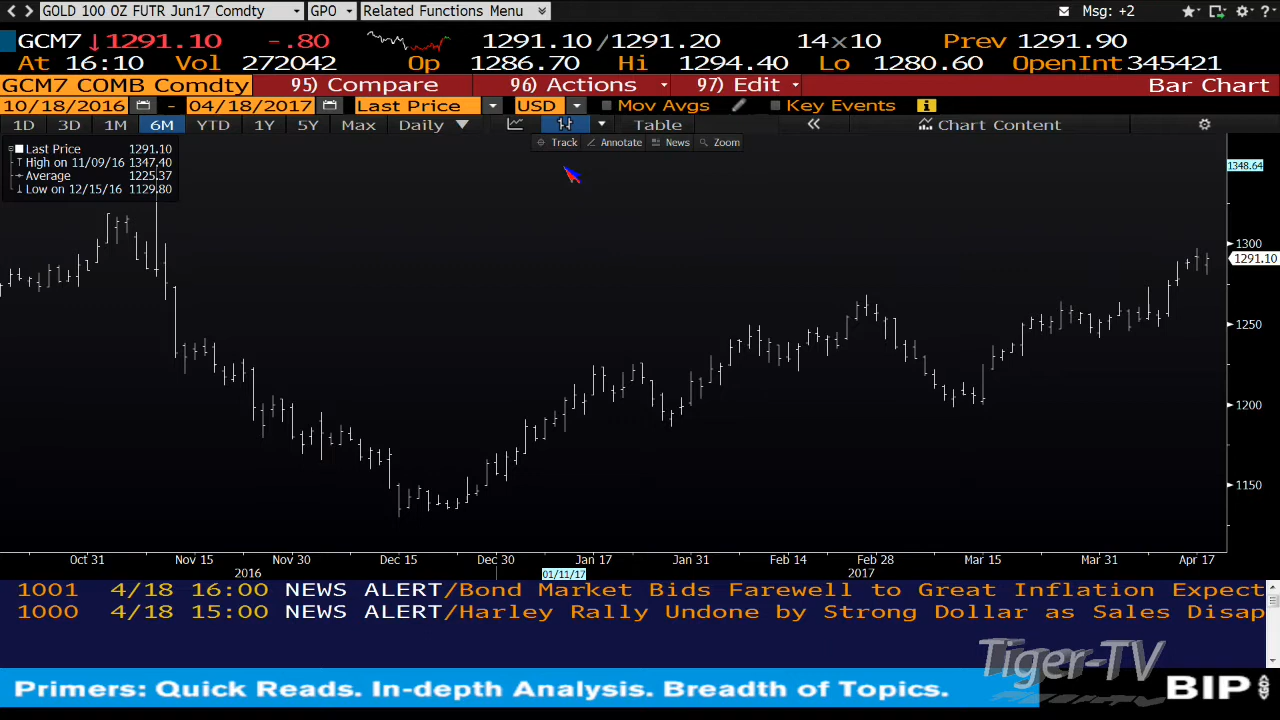 GOLD 100 OZ FUTR Jun17 Comdty GPO Related Functions Menu Msg: +2
GCM7 ↓1291.10 -.80 1291.10/1291.20 14x10 Prev 1291.90
At 16:10 Vol 272042 Op 1286.70 Hi 1294.40 Lo 1280.60 OpenInt 345421
GCM7 COMB Comdty 95) Compare 96) Actions 97) Edit Bar Chart
10/18/2016 - 04/18/2017 Last Price USD Mov Avgs Key Events
1D 3D 1M 6M YTD 1Y 5Y Max Daily Table « Chart Content
Track Annotate News Zoom
Last Price 1291.10
High on 11/09/16 1347.40
Average 1225.37
Low on 12/15/16 1129.80
1348.64
1300
1291.10
1250
1200
1150
Oct 31 Nov 15 Nov 30 Dec 15 Dec 30 Jan 17 Jan 31 Feb 14 Feb 28 Mar 15 Mar 31 Apr 17
2016 01/11/17 2017
1001 4/18 16:00 NEWS ALERT/Bond Market Bids Farewell to Great Inflation Expect
1000 4/18 15:00 NEWS ALERT/Harley Rally Undone by Strong Dollar as Sales Disap
Tiger-TV
Primers: Quick Reads. In-depth Analysis. Breadth of Topics.
BIP